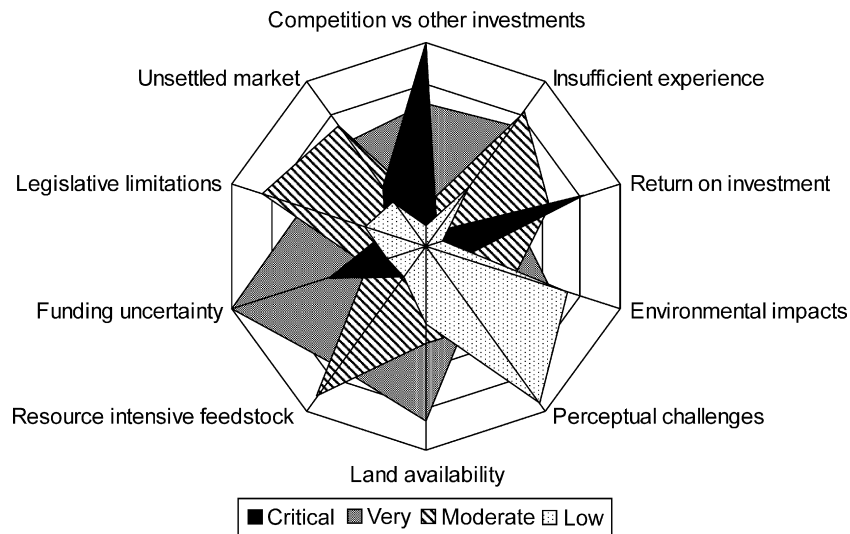 Competition vs other investments
Unsettled market
Insufficient experience
Legislative limitations
Return on investment
Funding uncertainty
Environmental impacts
Resource intensive feedstock
Perceptual challenges
Land availability
Critical Very Moderate Low